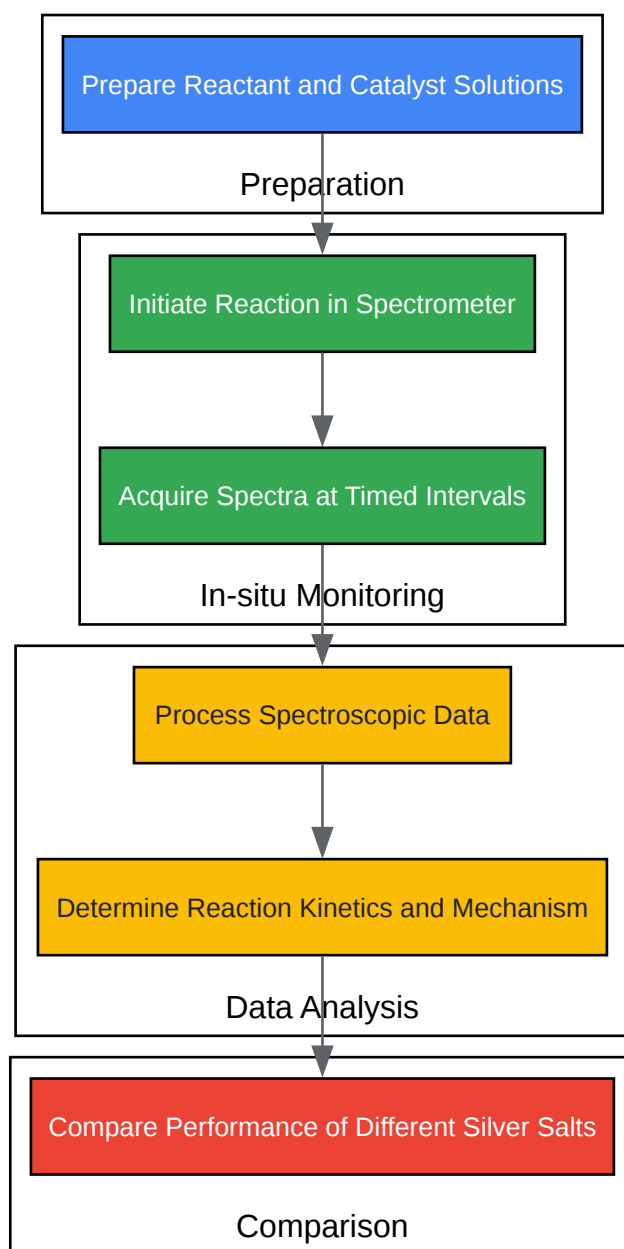 Prepare Reactant and Catalyst Solutions
Preparation
Initiate Reaction in Spectrometer
Acquire Spectra at Timed Intervals
In-situ Monitoring
Process Spectroscopic Data
Determine Reaction Kinetics and Mechanism
Data Analysis
Compare Performance of Different Silver Salts
Comparison